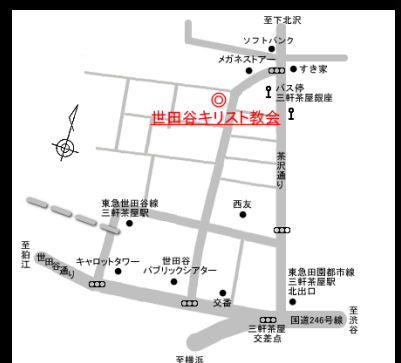 至下北沢
ソフトバンク
メガネストアー
すき家
バス停
三軒茶屋銀座
世田谷キリスト教会
茶沢通り
東急世田谷線
三軒茶屋駅
西友
至狛江
世田谷通り
キャロットタワー
世田谷
パブリックシアター
交番
東急田園都市線
三軒茶屋駅
北出口
国道246号線
至渋谷
三軒茶屋
交差点
至横浜